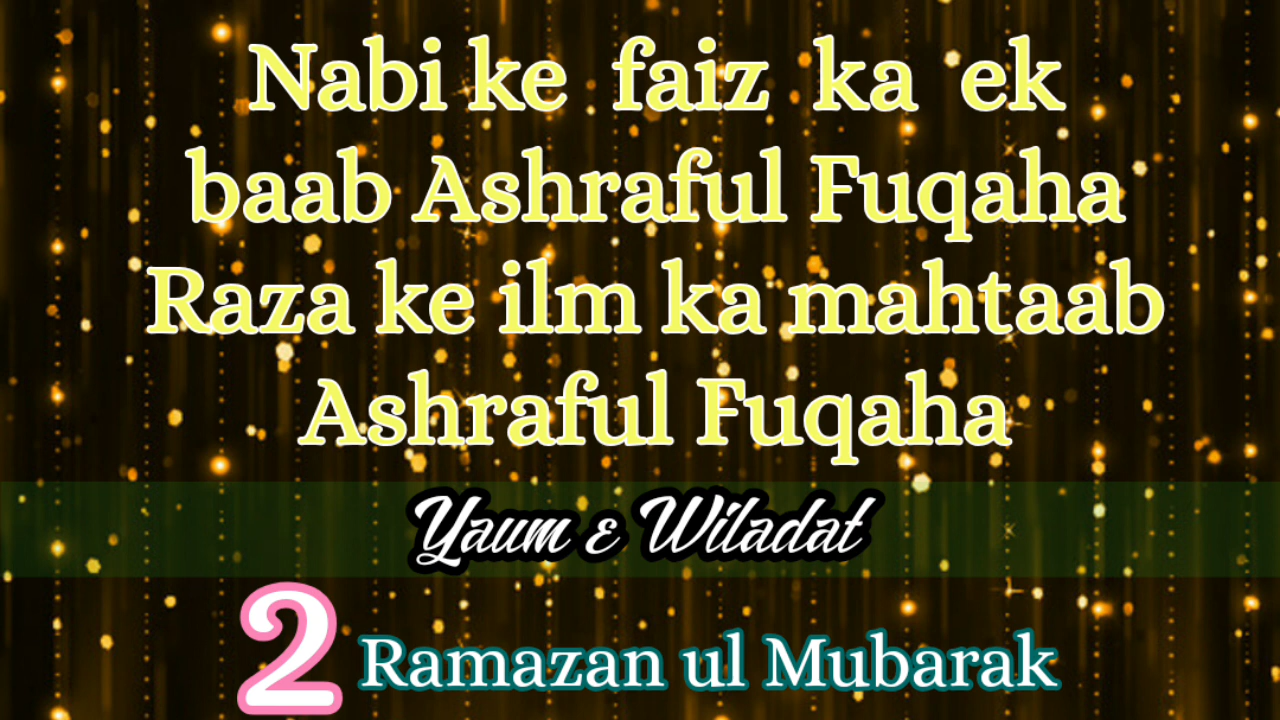 Nabi ke faiz ka ek
baab Ashraful Fuqaha
Raza ke ilm ka mahtaab
Ashraful Fuqaha
Yaum e Wiladat
2 Ramazan ul Mubarak